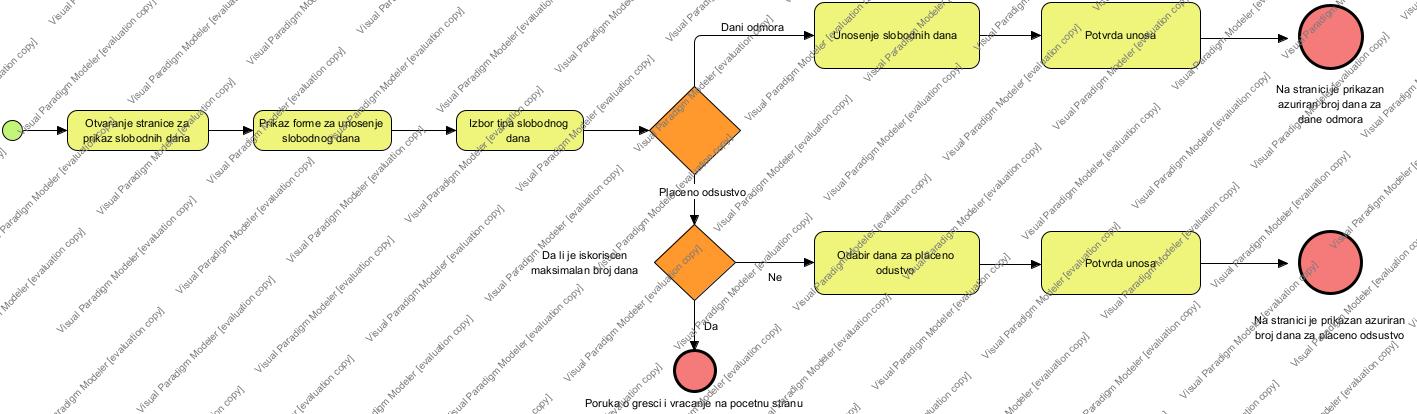 Otvaranje stranice za
prikaz slobodnih dana
Prikaz forme za unosenje
slobodnog dana
Izbor tipa slobodnog
dana
Dani odmora
Unosenje slobodnih dana
Potvrda unosa
Na stranici je prikazan
azuriran broj dana za
dane odmora
Placeno odsustvo
Da li je iskoriscen
maksimalan broj dana
Ne
Odabir dana za placeno
odustvo
Potvrda unosa
Na stranici je prikazan azuriran
broj dana za placeno odsustvo
Da
Poruka o gresci i vracanje na pocetnu stranu
Visual Paradigm Modeler [evaluation copy]